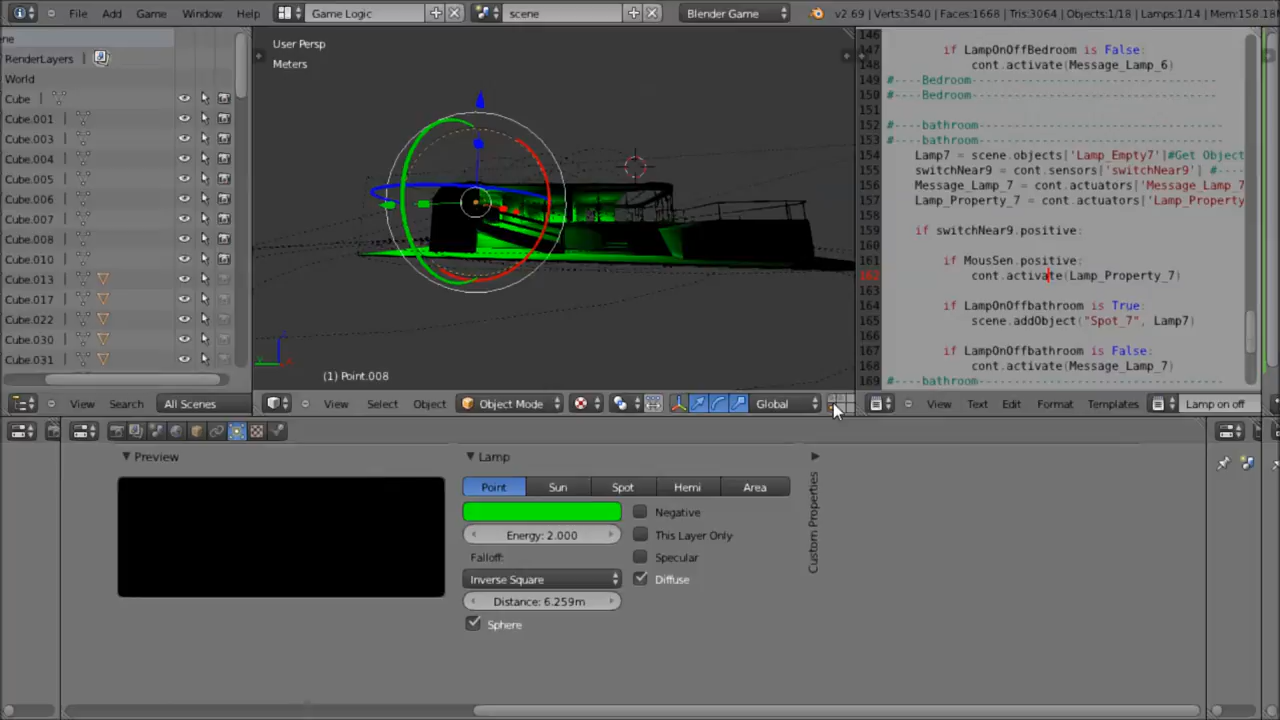 File Add Game Window Help Game Logic scene Blender Game v2.69 | Verts:3540 | Faces:1668 | Tris:3064 | Objects:1/18 | Lamps:1/14 | Mem:158.18
ne
RenderLayers
World
Cube
Cube.001
Cube.003
Cube.004
Cube.005
Cube.006
Cube.007
Cube.008
Cube.010
Cube.013
Cube.017
Cube.022
Cube.030
Cube.031
View Search All Scenes
User Persp
Meters
(1) Point.008
View Select Object Object Mode Global
146
147 if LampOnOffBedroom is False:
148 cont.activate(Message_Lamp_6)
149 #----Bedroom----------------------------------
150 #----Bedroom----------------------------------
151
152 #----bathroom----------------------------------
153 #----bathroom----------------------------------
154 Lamp7 = scene.objects['Lamp_Empty7']#Get Object
155 switchNear9 = cont.sensors['switchNear9'] #----
156 Message_Lamp_7 = cont.actuators['Message_Lamp_7
157 Lamp_Property_7 = cont.actuators['Lamp_Property
158
159 if switchNear9.positive:
160
161 if MousSen.positive:
162 cont.activate(Lamp_Property_7)
163
164 if LampOnOffbathroom is True:
165 scene.addObject("Spot_7", Lamp7)
166
167 if LampOnOffbathroom is False:
168 cont.activate(Message_Lamp_7)
169 #----bathroom----------------------------------
View Text Edit Format Templates Lamp on off
Preview
Lamp
Point Sun Spot Hemi Area
Negative
Energy: 2.000
This Layer Only
Falloff:
Specular
Inverse Square
Diffuse
Distance: 6.259m
Sphere
Custom Properties